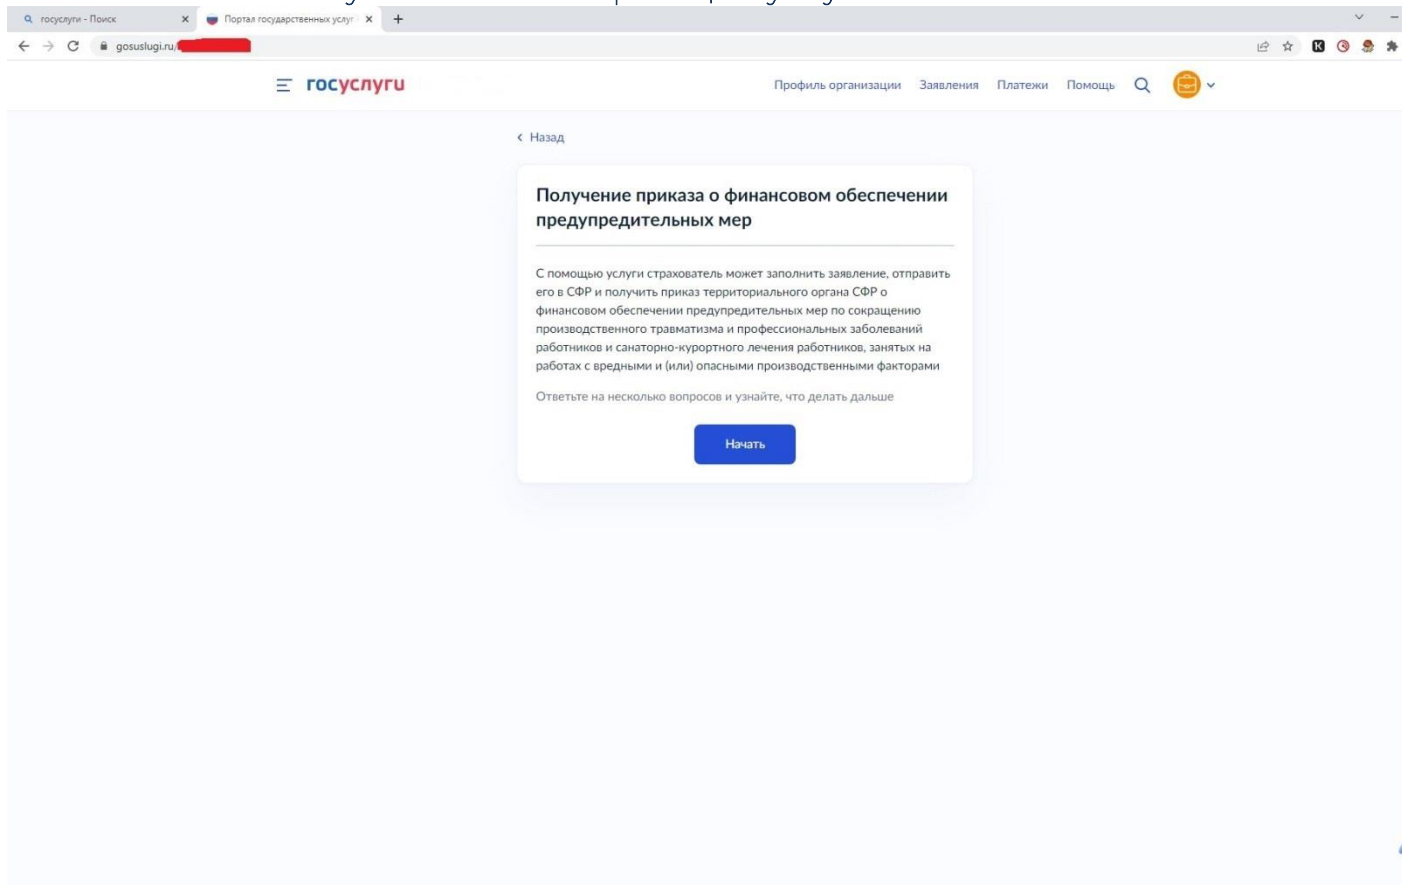 госуслуги - Поиск
Портал государственных услуг
gosuslugi.ru/
госуслуги
Профиль организации Заявления Платежи Помощь
Назад
Получение приказа о финансовом обеспечении
предупредительных мер
С помощью услуги страхователь может заполнить заявление, отправить
его в СФР и получить приказ территориального органа СФР о
финансовом обеспечении предупредительных мер по сокращению
производственного травматизма и профессиональных заболеваний
работников и санаторно-курортного лечения работников, занятых на
работах с вредными и (или) опасными производственными факторами
Ответьте на несколько вопросов и узнайте, что делать дальше
Начать